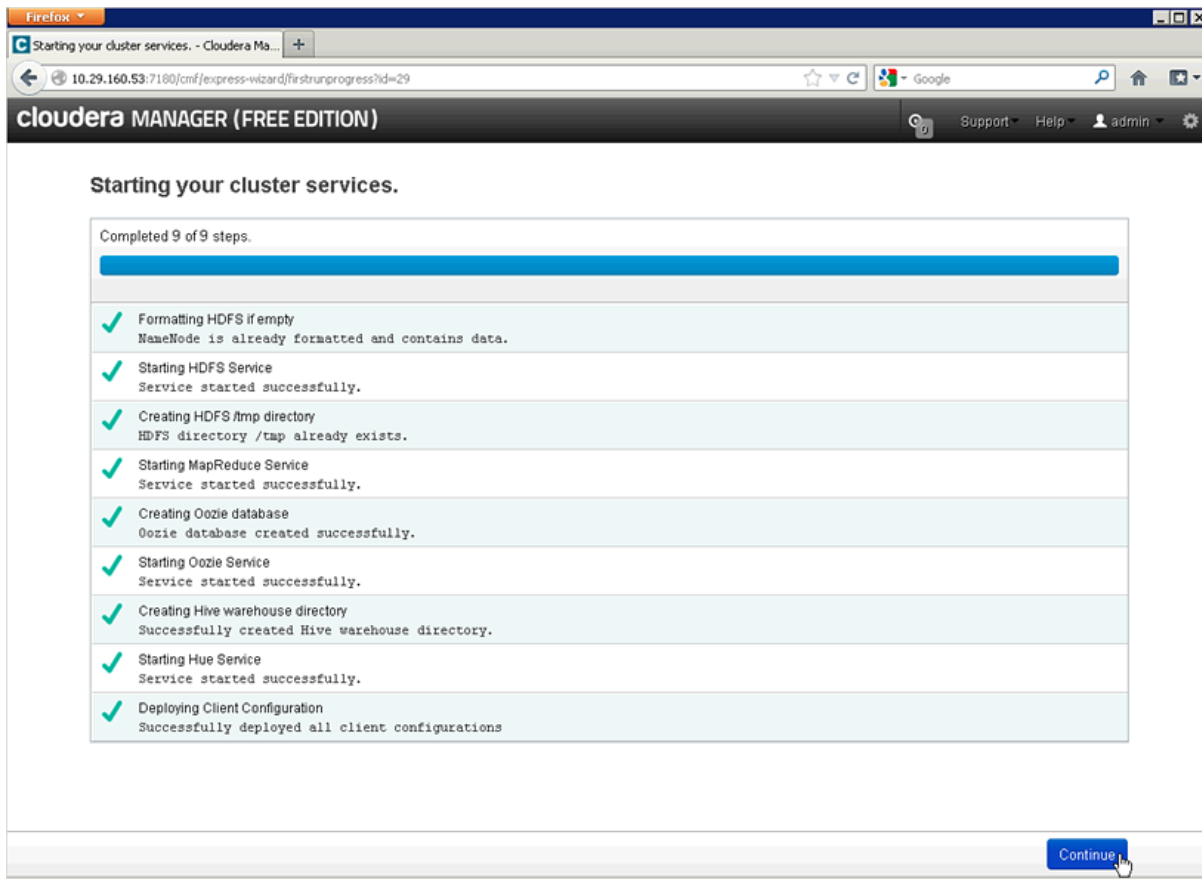 Firefox
Starting your cluster services. - Cloudera Ma...
10.29.160.53:7180/cmf/express-wizard/firstrunprogress?id=29
Google
cloudera MANAGER (FREE EDITION)
0
Support
Help
admin
Starting your cluster services.
Completed 9 of 9 steps.
Formatting HDFS if empty
NameNode is already formatted and contains data.
Starting HDFS Service
Service started successfully.
Creating HDFS /tmp directory
HDFS directory /tmp already exists.
Starting MapReduce Service
Service started successfully.
Creating Oozie database
Oozie database created successfully.
Starting Oozie Service
Service started successfully.
Creating Hive warehouse directory
Successfully created Hive warehouse directory.
Starting Hue Service
Service started successfully.
Deploying Client Configuration
Successfully deployed all client configurations
Continue